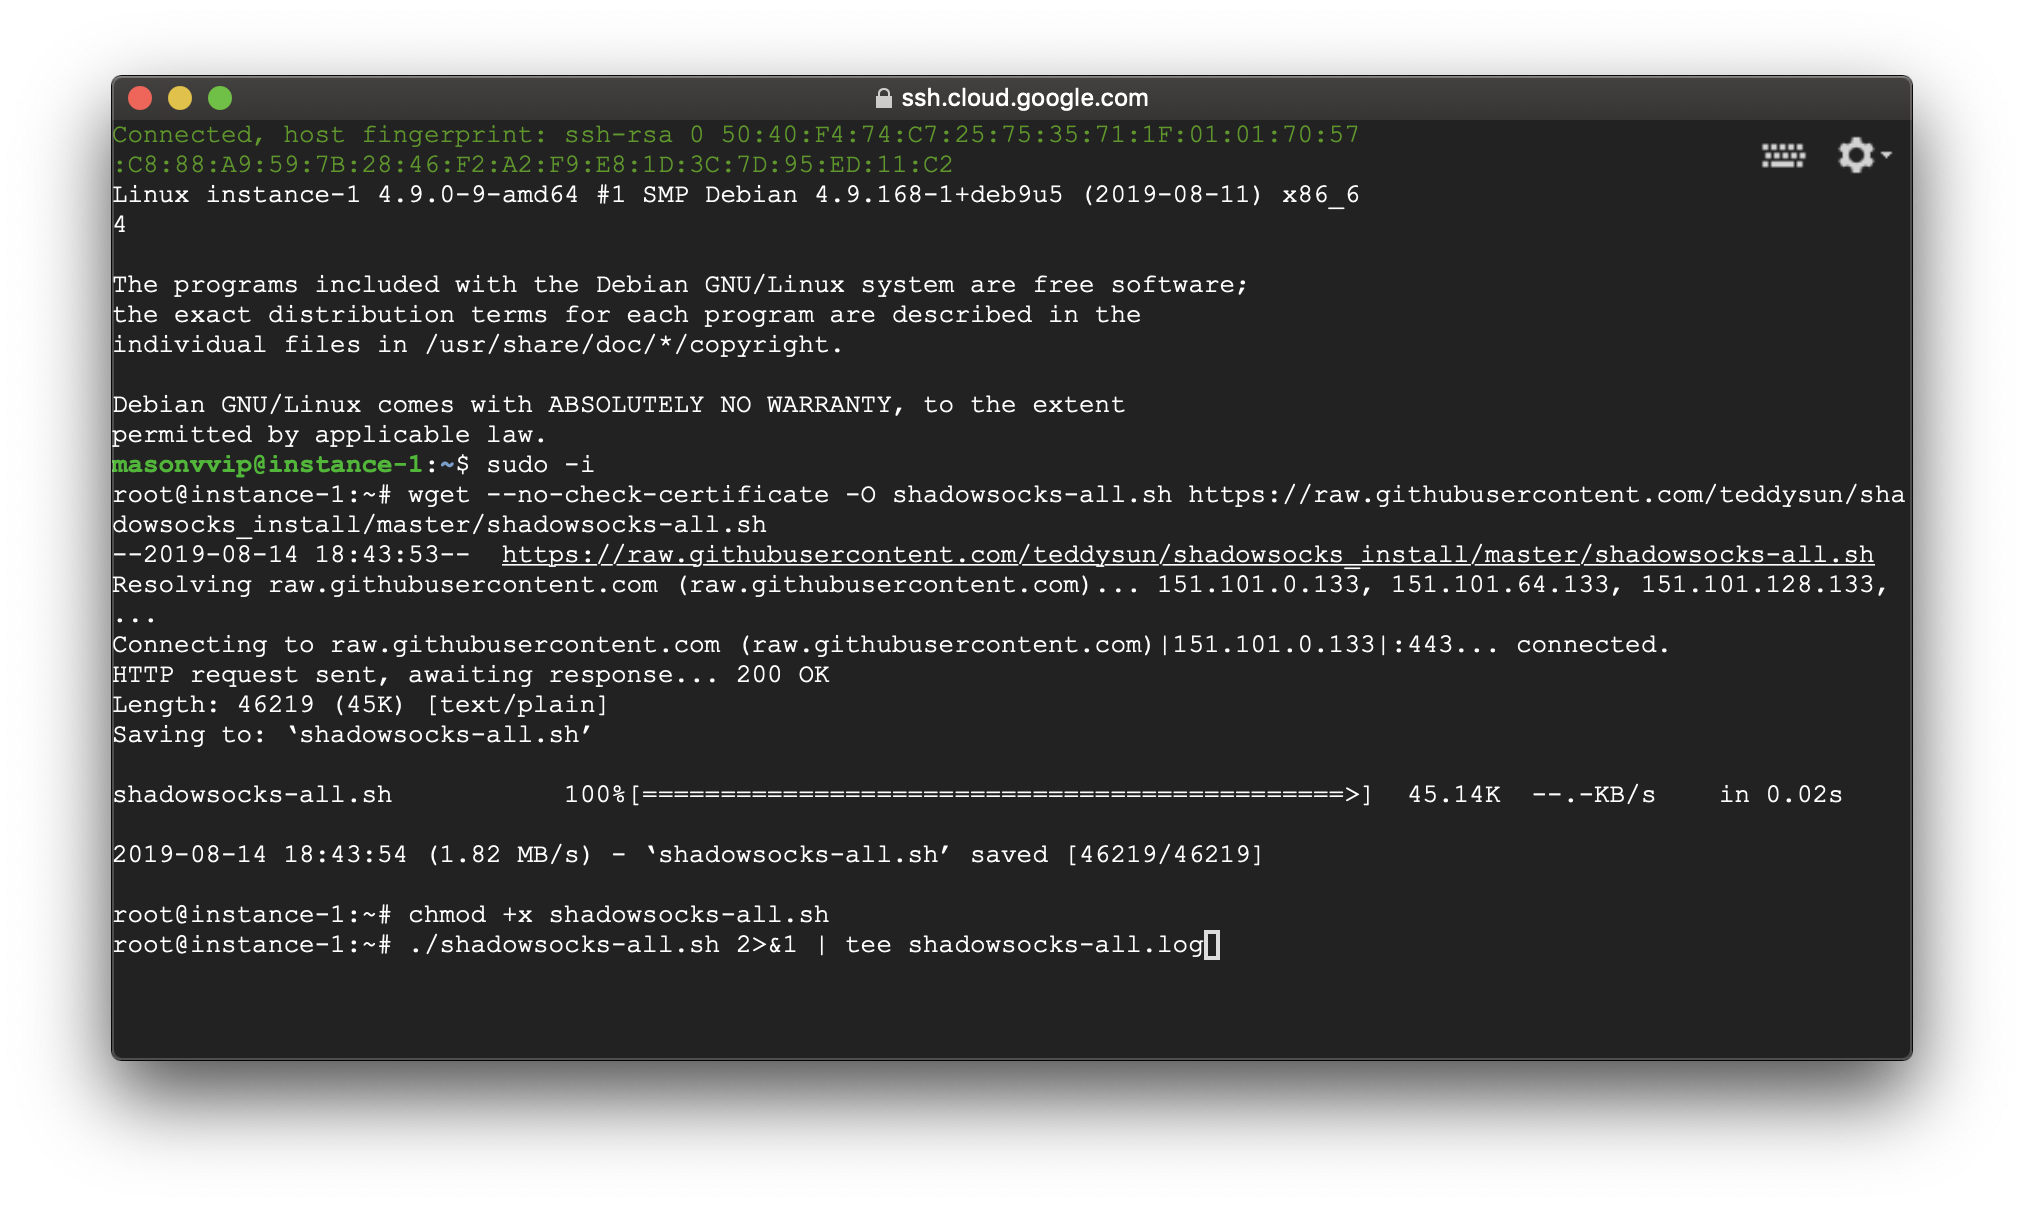 ssh.cloud.google.com
Connected, host fingerprint: ssh-rsa 0 50:40:F4:74:C7:25:75:35:71:1F:01:01:70:57
:C8:88:A9:59:7B:28:46:F2:A2:F9:E8:1D:3C:7D:95:ED:11:C2
Linux instance-1 4.9.0-9-amd64 #1 SMP Debian 4.9.168-1+deb9u5 (2019-08-11) x86_6
4
The programs included with the Debian GNU/Linux system are free software;
the exact distribution terms for each program are described in the
individual files in /usr/share/doc/*/copyright.
Debian GNU/Linux comes with ABSOLUTELY NO WARRANTY, to the extent
permitted by applicable law.
masonvvip@instance-1:~$ sudo -i
root@instance-1:~# wget --no-check-certificate -O shadowsocks-all.sh https://raw.githubusercontent.com/teddysun/sha
dowsocks_install/master/shadowsocks-all.sh
--2019-08-14 18:43:53--  https://raw.githubusercontent.com/teddysun/shadowsocks_install/master/shadowsocks-all.sh
Resolving raw.githubusercontent.com (raw.githubusercontent.com)... 151.101.0.133, 151.101.64.133, 151.101.128.133,
...
Connecting to raw.githubusercontent.com (raw.githubusercontent.com)|151.101.0.133|:443... connected.
HTTP request sent, awaiting response... 200 OK
Length: 46219 (45K) [text/plain]
Saving to: ‘shadowsocks-all.sh’
shadowsocks-all.sh           100%[=============================================>]  45.14K  --.-KB/s    in 0.02s
2019-08-14 18:43:54 (1.82 MB/s) - ‘shadowsocks-all.sh’ saved [46219/46219]
root@instance-1:~# chmod +x shadowsocks-all.sh
root@instance-1:~# ./shadowsocks-all.sh 2>&1 | tee shadowsocks-all.log